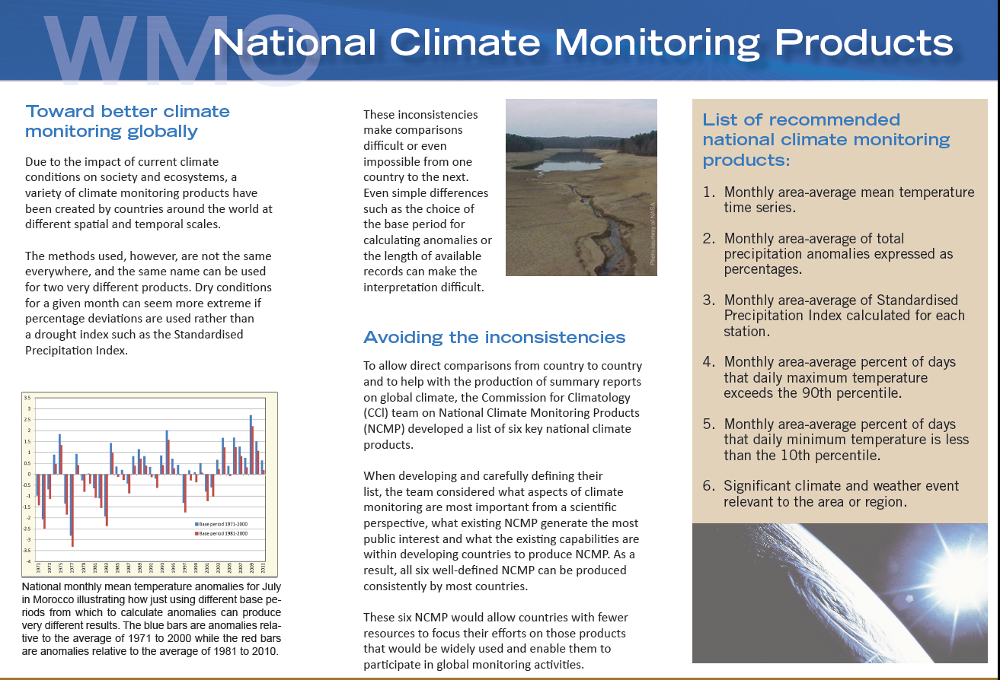 WMO
National Climate Monitoring Products
Toward better climate
monitoring globally
Due to the impact of current climate
conditions on society and ecosystems, a
variety of climate monitoring products have
been created by countries around the world at
different spatial and temporal scales.
The methods used, however, are not the same
everywhere, and the same name can be used
for two very different products. Dry conditions
for a given month can seem more extreme if
percentage deviations are used rather than
a drought index such as the Standardised
Precipitation Index.
3.5
3
2.5
2
1.5
1
0.5
0
-0.5
-1
-1.5
-2
-2.5
-3
-3.5
-4
Base period 1971-2000
Base period 1981-2000
1971 1973 1975 1977 1979 1981 1983 1985 1987 1989 1991 1993 1995 1997 1999 2001 2003 2005 2007 2009 2011
National monthly mean temperature anomalies for July
in Morocco illustrating how just using different base pe-
riods from which to calculate anomalies can produce
very different results. The blue bars are anomalies rela-
tive to the average of 1971 to 2000 while the red bars
are anomalies relative to the average of 1981 to 2010.
These inconsistencies
make comparisons
difficult or even
impossible from one
country to the next.
Even simple differences
such as the choice of
the base period for
calculating anomalies or
the length of available
records can make the
interpretation difficult.
Photo courtesy of NASA
Avoiding the inconsistencies
To allow direct comparisons from country to country
and to help with the production of summary reports
on global climate, the Commission for Climatology
(CCl) team on National Climate Monitoring Products
(NCMP) developed a list of six key national climate
products.
When developing and carefully defining their
list, the team considered what aspects of climate
monitoring are most important from a scientific
perspective, what existing NCMP generate the most
public interest and what the existing capabilities are
within developing countries to produce NCMP. As a
result, all six well-defined NCMP can be produced
consistently by most countries.
These six NCMP would allow countries with fewer
resources to focus their efforts on those products
that would be widely used and enable them to
participate in global monitoring activities.
List of recommended
national climate monitoring
products:
1. Monthly area-average mean temperature
time series.
2. Monthly area-average of total
precipitation anomalies expressed as
percentages.
3. Monthly area-average of Standardised
Precipitation Index calculated for each
station.
4. Monthly area-average percent of days
that daily maximum temperature
exceeds the 90th percentile.
5. Monthly area-average percent of days
that daily minimum temperature is less
than the 10th percentile.
6. Significant climate and weather event
relevant to the area or region.